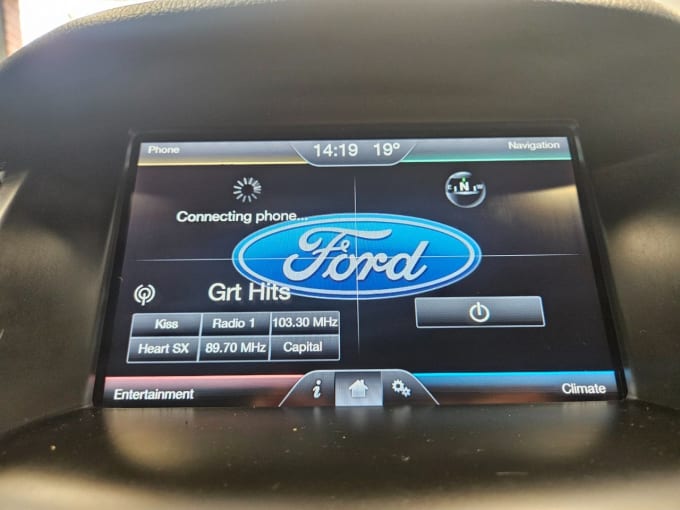 Phone
14:19 19°
Navigation
Connecting phone...
E N W
Ford
Grt Hits
Kiss
Radio 1
103.30 MHz
Heart SX
89.70 MHz
Capital
i
Entertainment
Climate